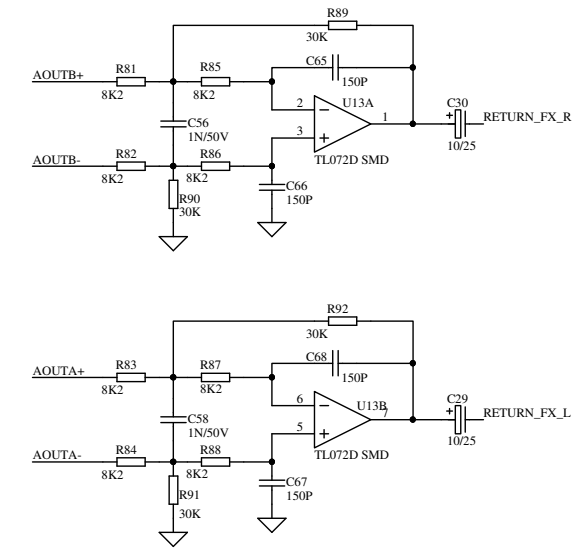 R89
30K
C65
150P
AOUTB+
R81
8K2
R85
8K2
C56
1N/50V
2
3
U13A
1
TL072D SMD
C30
+
10/25
RETURN_FX_R
AOUTB-
R82
8K2
R86
8K2
R90
30K
C66
150P
R92
30K
C68
150P
AOUTA+
R83
8K2
R87
8K2
C58
1N/50V
6
5
U13B
7
TL072D SMD
C29
+
10/25
RETURN_FX_L
AOUTA-
R84
8K2
R88
8K2
R91
30K
C67
150P